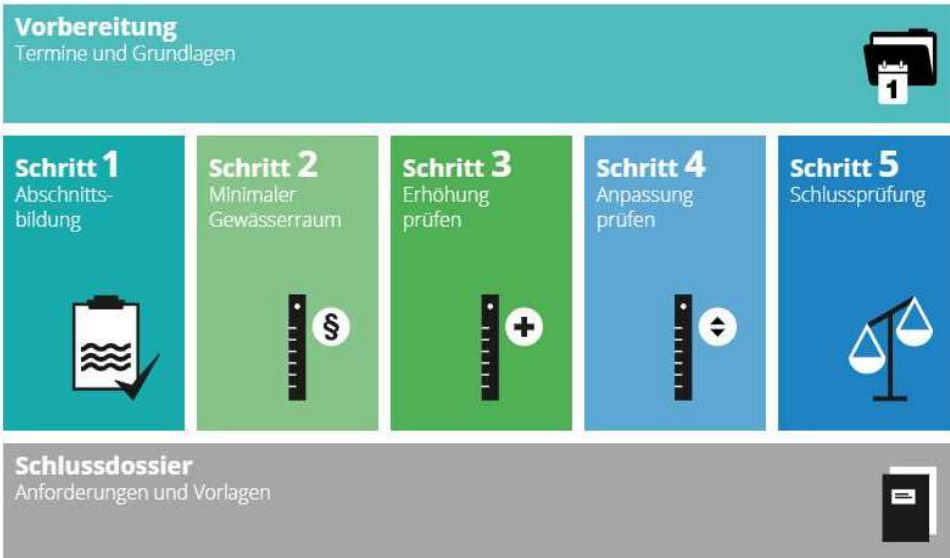 Vorbereitung
Termine und Grundlagen
1
Schritt 1
Abschnitts-
bildung
Schritt 2
Minimaler
Gewässerraum
§
Schritt 3
Erhöhung
prüfen
Schritt 4
Anpassung
prüfen
Schritt 5
Schlussprüfung
Schlussdossier
Anforderungen und Vorlagen